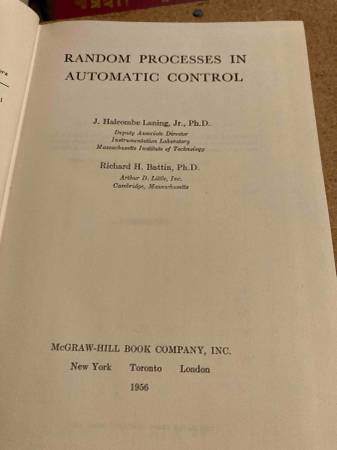 RANDOM PROCESSES IN
AUTOMATIC CONTROL
J. Halcombe Laning, Jr., Ph.D.
Deputy Associate Director
Instrumentation Laboratory
Massachusetts Institute of Technology
Richard H. Battin, Ph.D.
Arthur D. Little, Inc.
Cambridge, Massachusetts
McGRAW-HILL BOOK COMPANY, INC.
New York Toronto London
1956